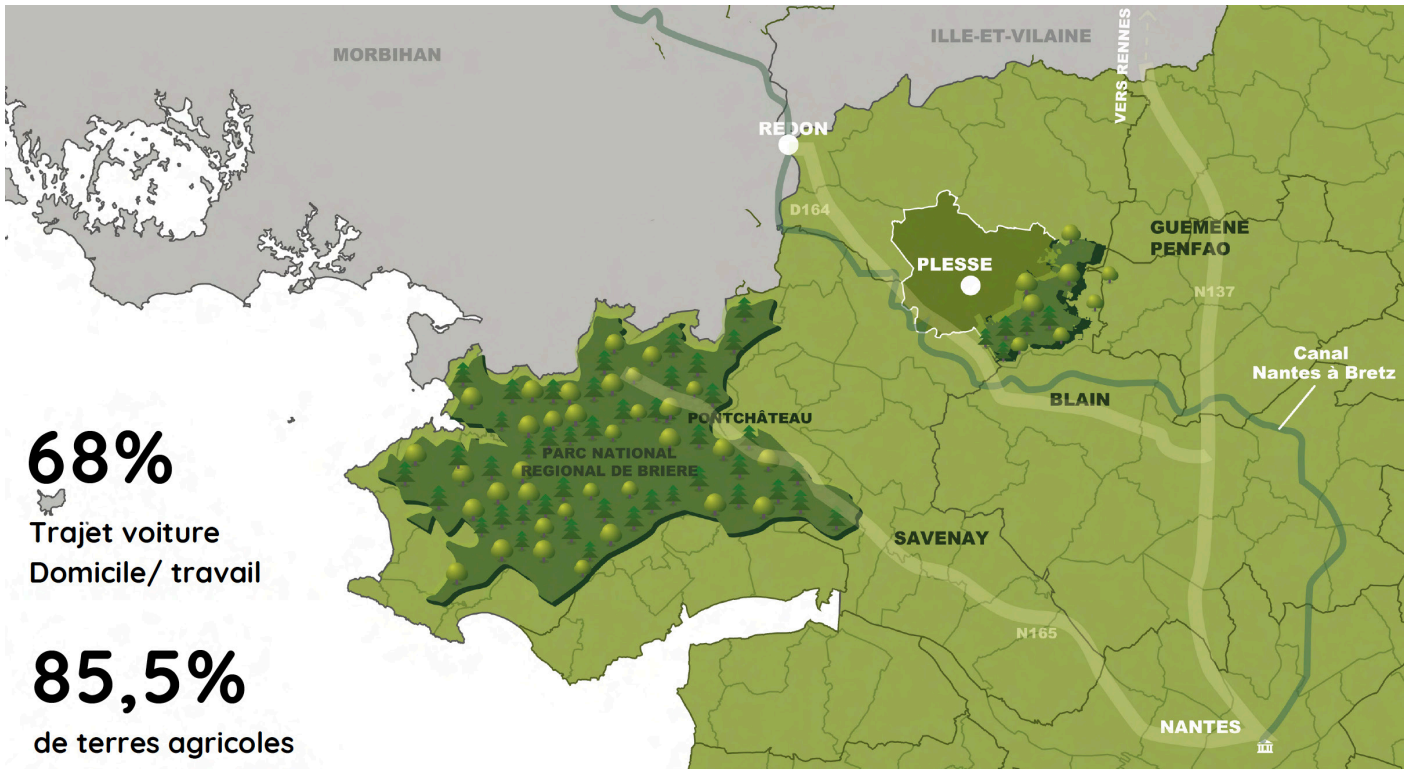 MORBIHAN
ILLE-ET-VILAINE
VERS RENNES
REDON
D164
GUEMENE
PENFAO
PLESSE
N137
Canal
Nantes à Bretz
BLAIN
PONTCHÂTEAU
PARC NATIONAL
REGIONAL DE BRIERE
68%
Trajet voiture
Domicile/ travail
SAVENAY
N165
85,5%
de terres agricoles
NANTES